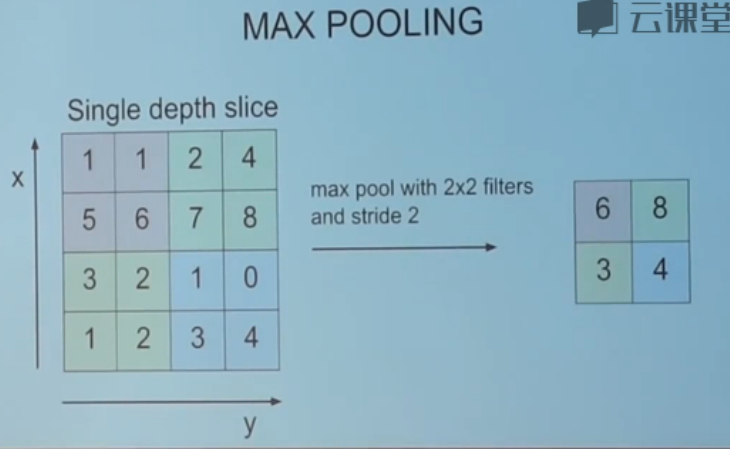 MAX POOLING
云课堂
Single depth slice
x
1 1 2 4
5 6 7 8
3 2 1 0
1 2 3 4
y
max pool with 2x2 filters
and stride 2
6 8
3 4